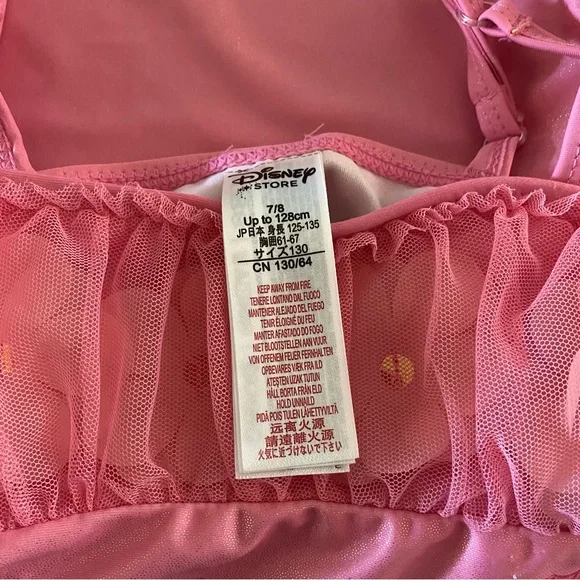 Disney
STORE
7/8
Up to 128cm
JP日本 身長 125-135
胸囲61-67
サイズ130
CN 130/64
KEEP AWAY FROM FIRE
TENERE LONTANO DAL FUOCO
MANTENER ALEJADO DEL FUEGO
TENIR ÉLOIGNÉ DU FEU
MANTER AFASTADO DO FOGO
NIET BLOOTSTELLEN AAN VUUR
VON OFFENEM FEUER FERNHALTEN
OPBEVARES VÆK FRA ILD
ATEŞTEN UZAK TUTUN
HÅLL BORTA FRÅN ELD
HOLD UNNA ILD
PIDÄ POIS TULEN LÄHETTYVILTÄ
远离火源
請遠離火源
火気に近づけないで下さい